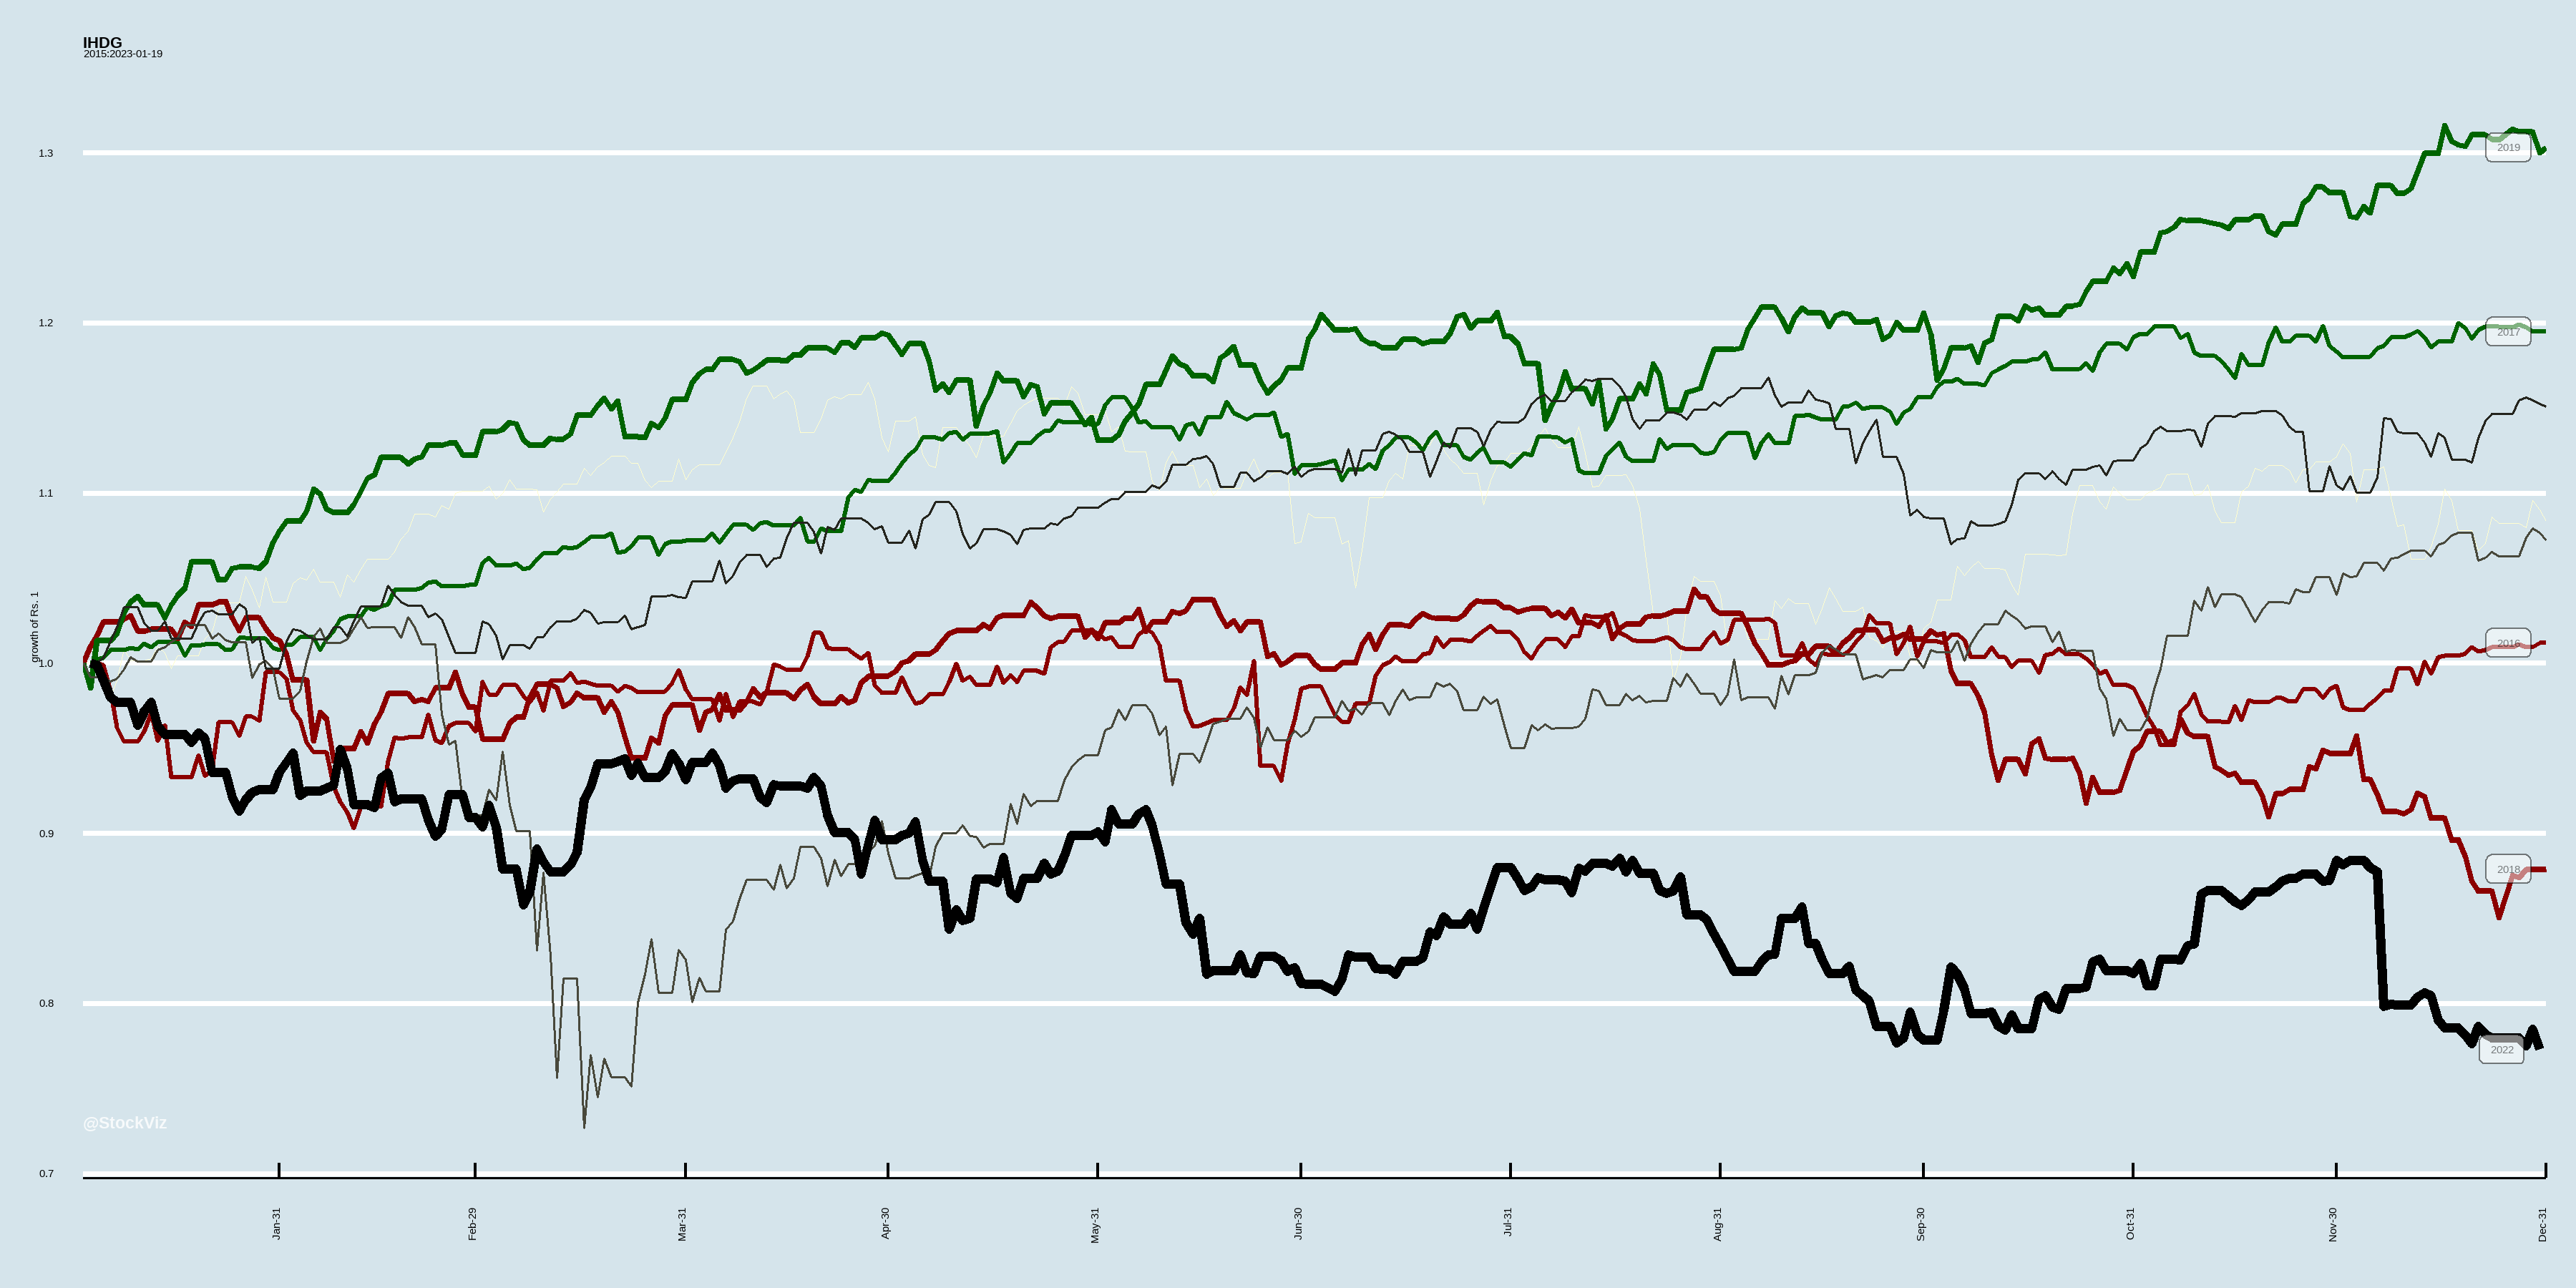 IHDG
2015:2023-01-19
1.3
1.2
1.1
1.0
0.9
0.8
0.7
growth of Rs. 1
2019
2017
2016
2018
2022
@StockViz
Jan-31
Feb-29
Mar-31
Apr-30
May-31
Jun-30
Jul-31
Aug-31
Sep-30
Oct-31
Nov-30
Dec-31